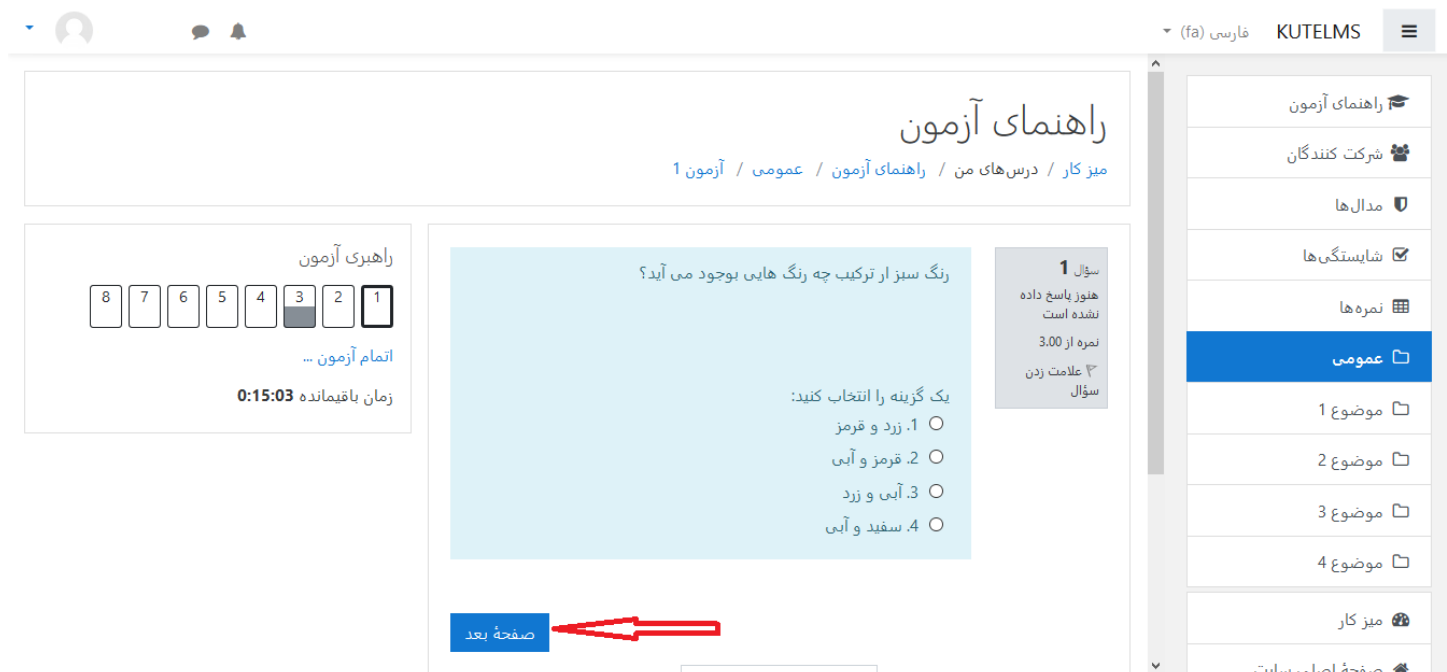 KUTELMS
فارسی ‎(fa)‎
راهنمای آزمون
شرکت کنندگان
مدال‌ها
شایستگی‌ها
نمره‌ها
عمومی
موضوع 1
موضوع 2
موضوع 3
موضوع 4
میز کار
صفحهٔ اصلی سایت
راهنمای آزمون
میز کار / درس‌های من / راهنمای آزمون / عمومی / آزمون 1
سؤال 1
هنوز پاسخ داده
نشده است
نمره از 3.00
علامت زدن
سؤال
رنگ سبز ار ترکیب چه رنگ هایی بوجود می آید؟
یک گزینه را انتخاب کنید:
1. زرد و قرمز
2. قرمز و آبی
3. آبی و زرد
4. سفید و آبی
صفحهٔ بعد
راهبری آزمون
1 2 3 4 5 6 7 8
اتمام آزمون ...
زمان باقیمانده 0:15:03